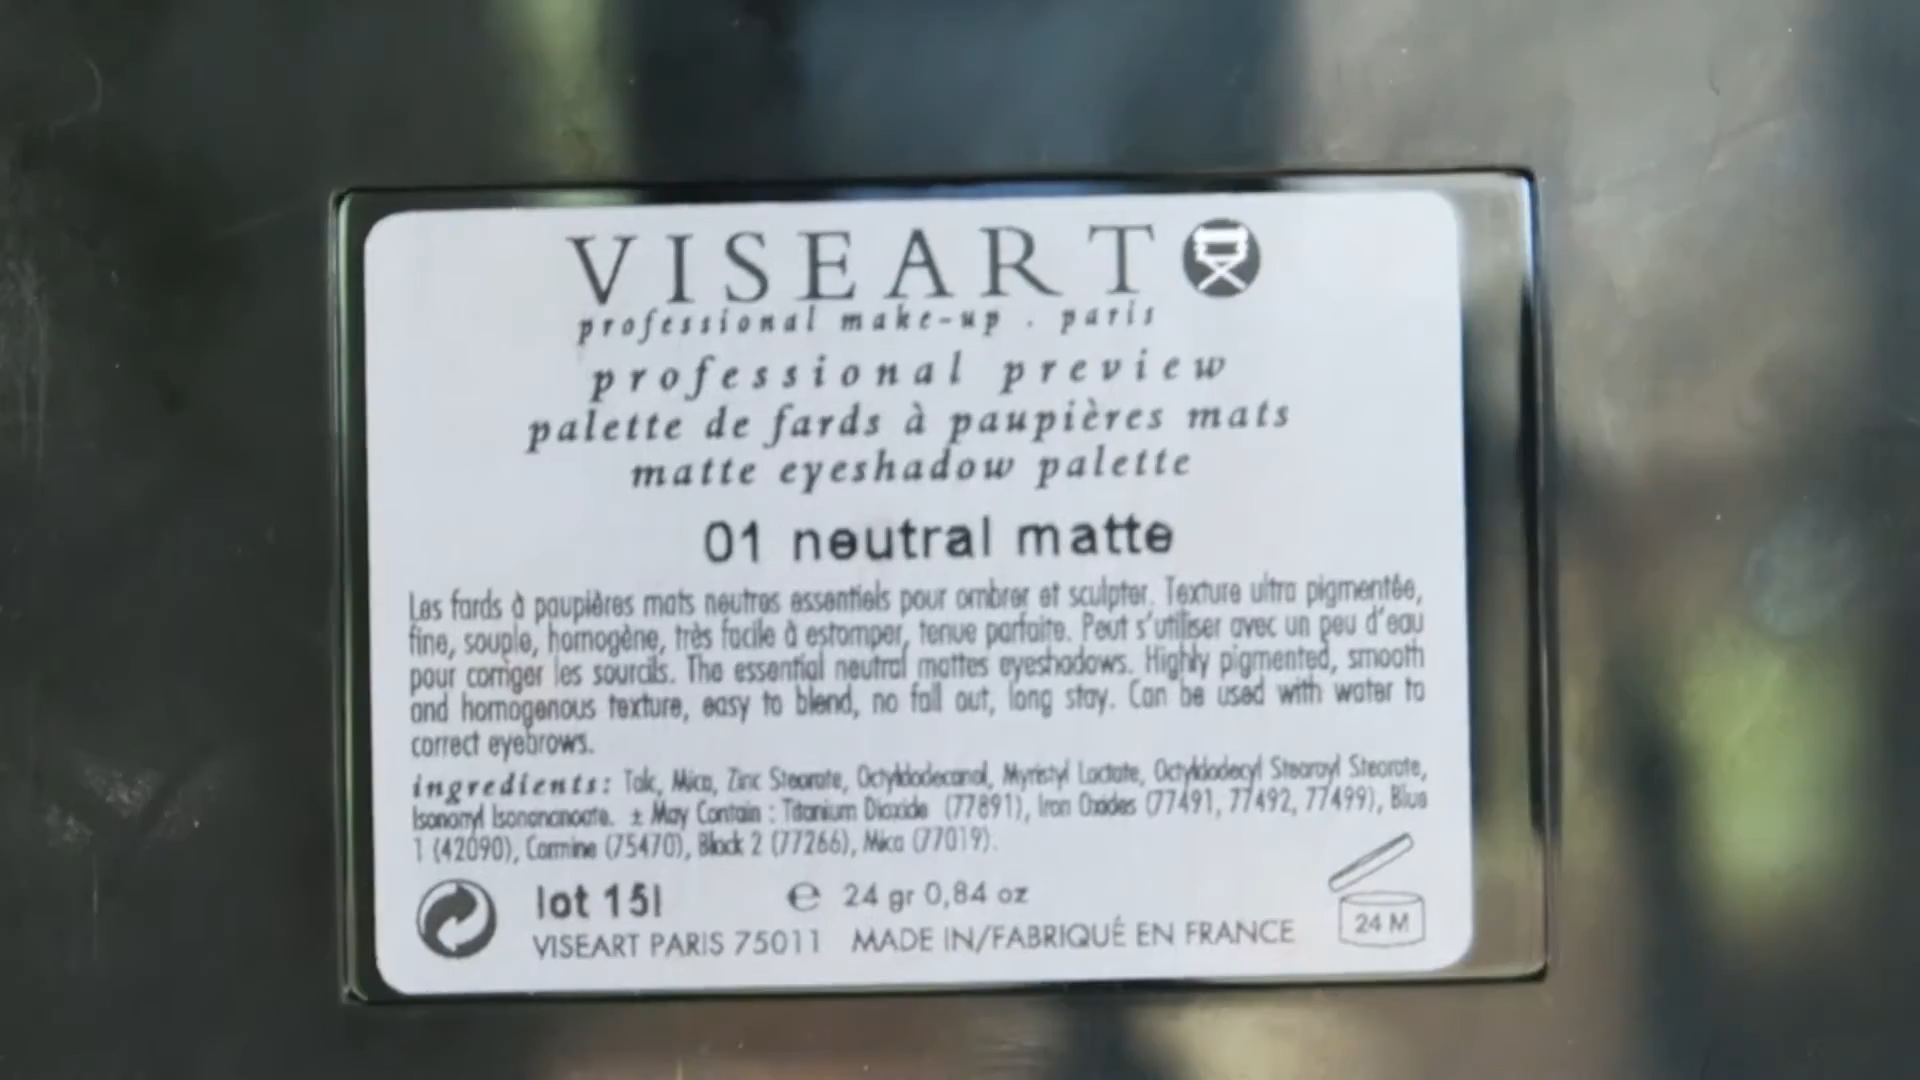 VISEART
professional make-up . paris
professional preview
palette de fards à paupières mats
matte eyeshadow palette
01 neutral matte
Les fards à paupières mats neutres essentiels pour ombrer et sculpter. Texture ultra pigmentée,
fine, souple, homogène, très facile à estomper, tenue parfaite. Peut s'utiliser avec un peu d'eau
pour corriger les sourcils. The essential neutral mattes eyeshadows. Highly pigmented, smooth
and homogenous texture, easy to blend, no fall out, long stay. Can be used with water to
correct eyebrows.
ingredients: Talc, Mica, Zinc Stearate, Octyldodecanol, Myristyl Lactate, Octyldodecyl Stearoyl Stearate,
Isononyl Isononanoate. ± May Contain : Titanium Dioxide (77891), Iron Oxides (77491, 77492, 77499), Blue
1 (42090), Carmine (75470), Black 2 (77266), Mica (77019).
lot 15l e 24 gr 0,84 oz
VISEART PARIS 75011 MADE IN/FABRIQUÉ EN FRANCE
24 M